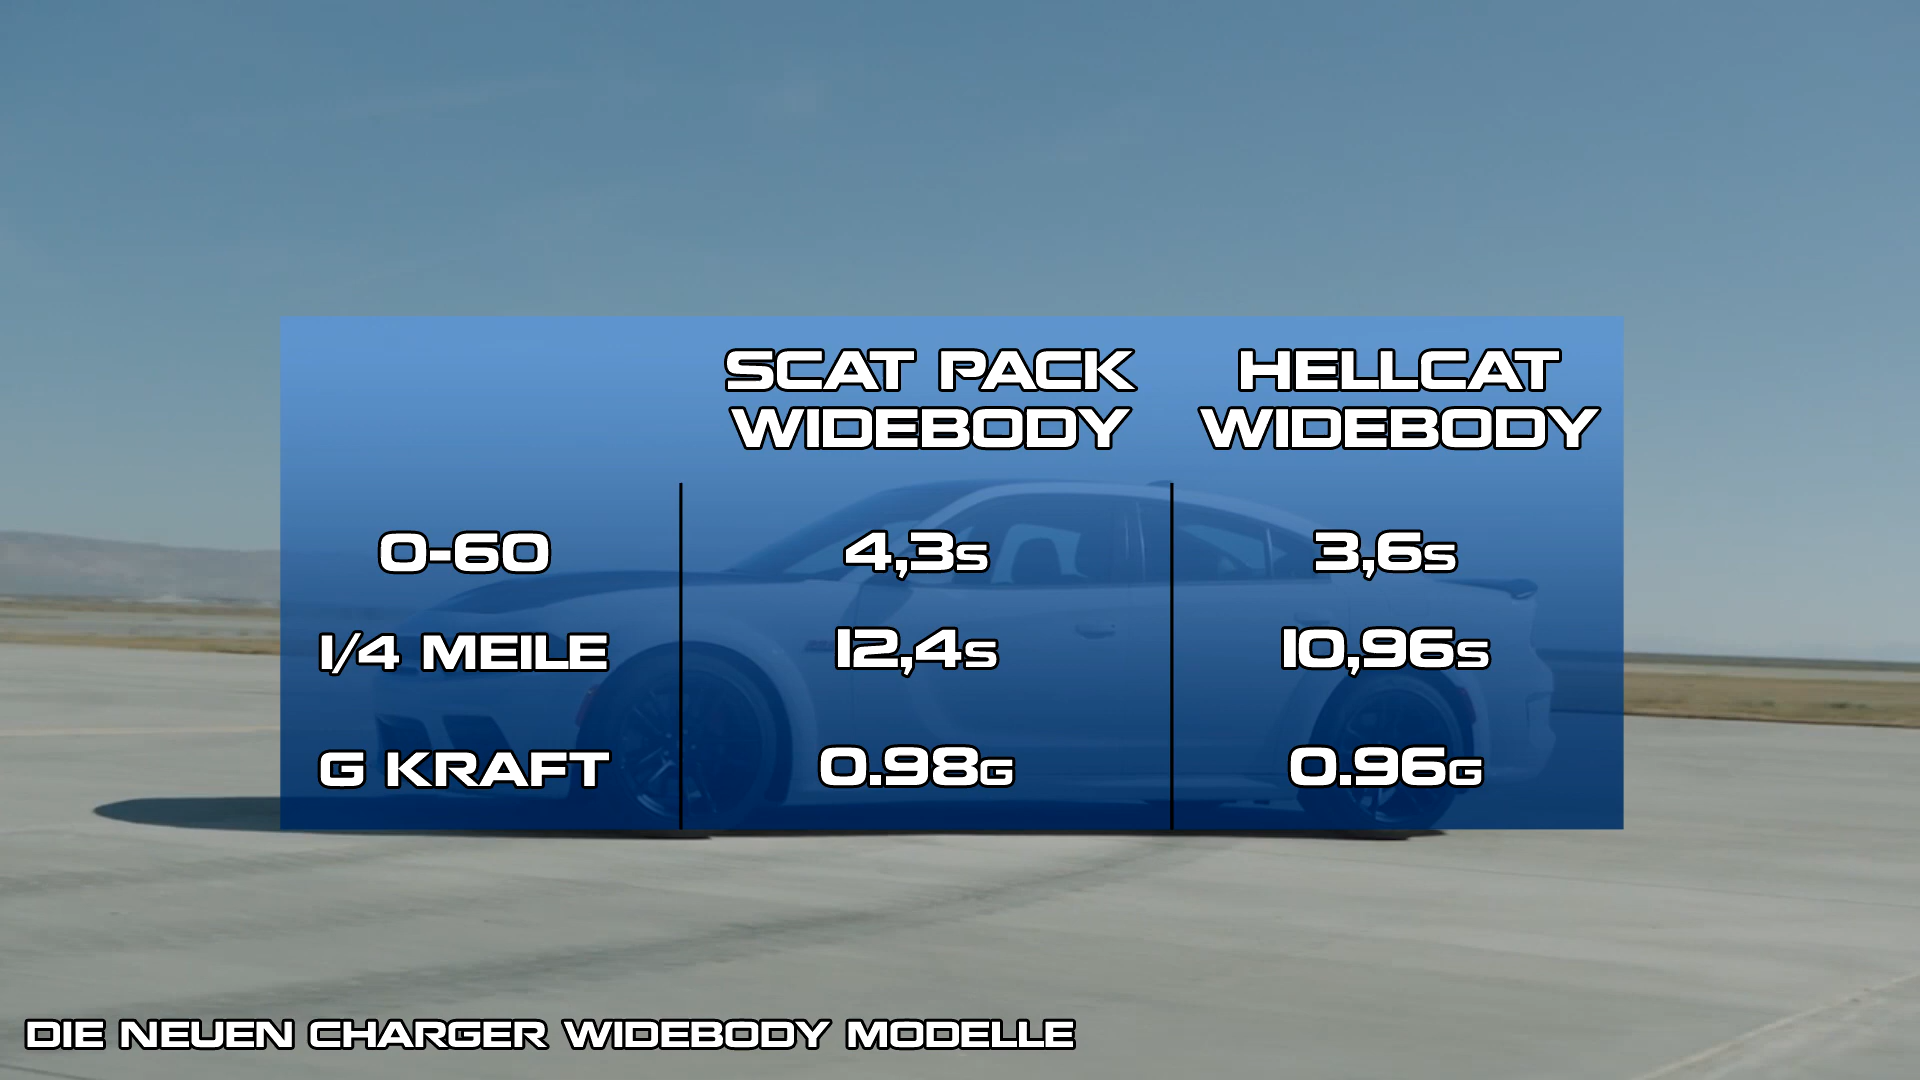 SCAT PACK WIDEBODY
HELLCAT WIDEBODY
0-60 4,3s 3,6s
1/4 MEILE 12,4s 10,96s
G KRAFT 0.98G 0.96G
DIE NEUEN CHARGER WIDEBODY MODELLE